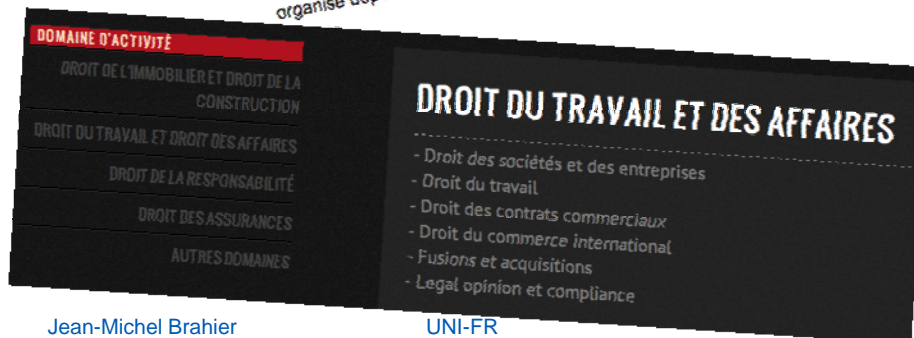 organise
DOMAINE D'ACTIVITÉ
DROIT DE L'IMMOBILIER ET DROIT DE LA
CONSTRUCTION
DROIT DU TRAVAIL ET DROIT DES AFFAIRES
DROIT DE LA RESPONSABILITÉ
DROIT DES ASSURANCES
AUTRES DOMAINES
DROIT DU TRAVAIL ET DES AFFAIRES
- Droit des sociétés et des entreprises
- Droit du travail
- Droit des contrats commerciaux
- Droit du commerce international
- Fusions et acquisitions
- Legal opinion et compliance
Jean-Michel Brahier
UNI-FR